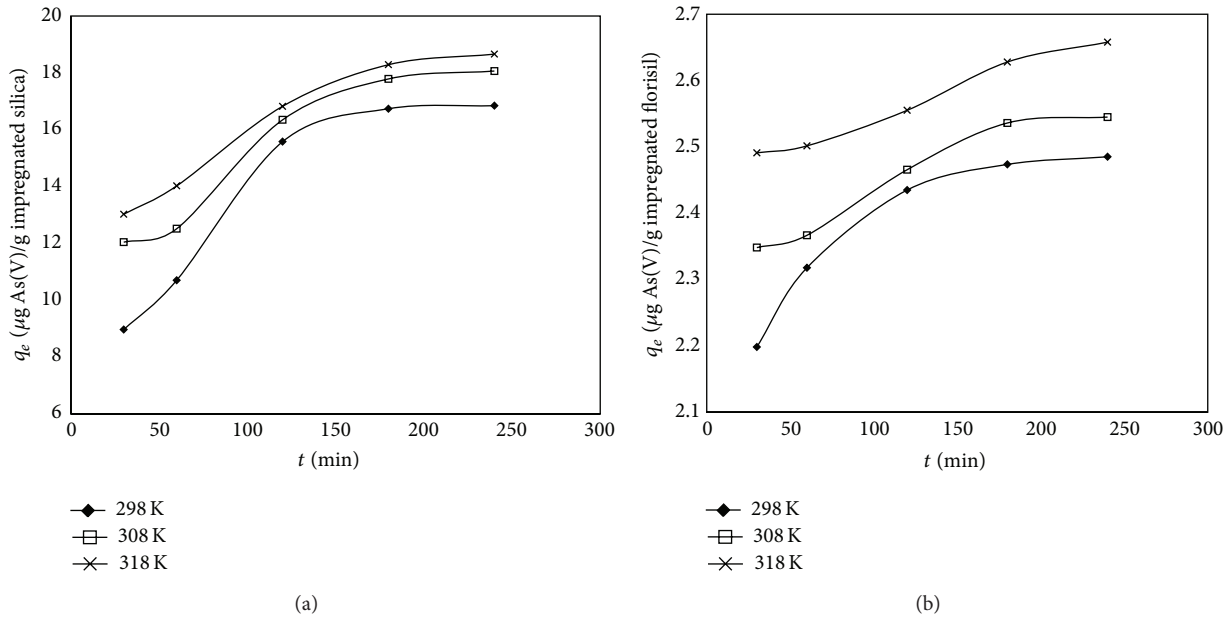 20
18
16
14
12
10
8
6
q_e (μg As(V)/g impregnated silica)
0 50 100 150 200 250 300
t (min)
298 K
308 K
318 K
(a)
2.7
2.6
2.5
2.4
2.3
2.2
2.1
q_e (μg As(V)/g impregnated florisil)
0 50 100 150 200 250 300
t (min)
298 K
308 K
318 K
(b)